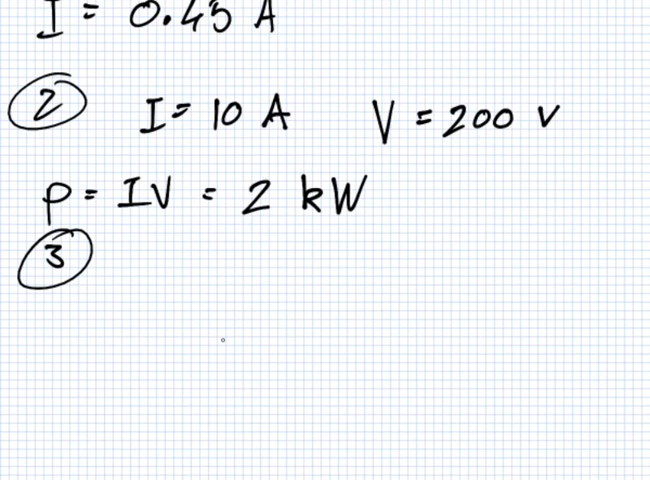 I = 0.45 A
2 I = 10 A V = 200 V
P = IV = 2 kW
3